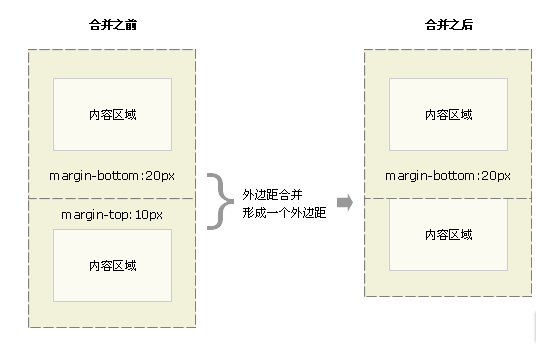 合并之前
内容区域
margin-bottom:20px
margin-top:10px
内容区域
外边距合并
形成一个外边距
合并之后
内容区域
margin-bottom:20px
内容区域